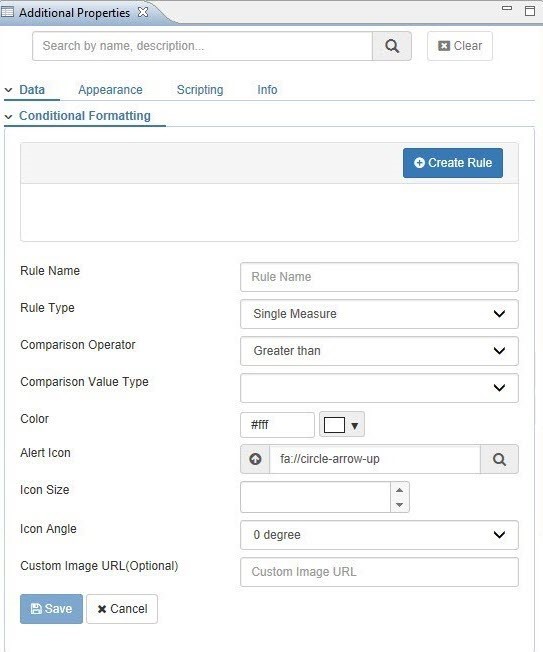 Additional Properties
Search by name, description...
Clear
Data Appearance Scripting Info
Conditional Formatting
Create Rule
Rule Name Rule Name
Rule Type Single Measure
Comparison Operator Greater than
Comparison Value Type
Color #fff
Alert Icon fa://circle-arrow-up
Icon Size
Icon Angle 0 degree
Custom Image URL(Optional) Custom Image URL
Save Cancel